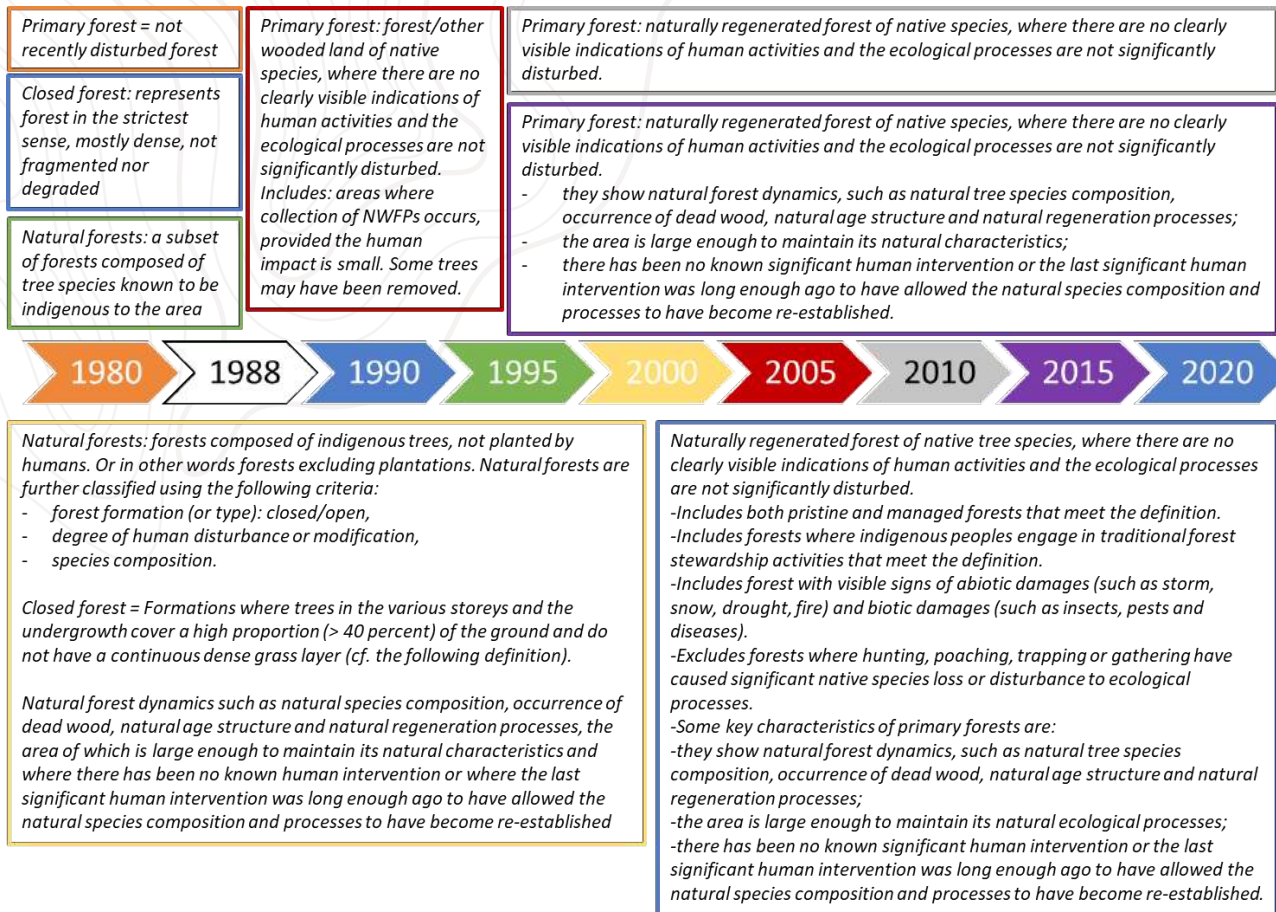 Primary forest = not
recently disturbed forest
Closed forest: represents
forest in the strictest
sense, mostly dense, not
fragmented nor
degraded
Natural forests: a subset
of forests composed of
tree species known to be
indigenous to the area
Primary forest: forest/other
wooded land of native
species, where there are no
clearly visible indications of
human activities and the
ecological processes are not
significantly disturbed.
Includes: areas where
collection of NWFPs occurs,
provided the human
impact is small. Some trees
may have been removed.
Primary forest: naturally regenerated forest of native species, where there are no clearly
visible indications of human activities and the ecological processes are not significantly
disturbed.
Primary forest: naturally regenerated forest of native species, where there are no clearly
visible indications of human activities and the ecological processes are not significantly
disturbed.
- they show natural forest dynamics, such as natural tree species composition,
occurrence of dead wood, natural age structure and natural regeneration processes;
- the area is large enough to maintain its natural characteristics;
- there has been no known significant human intervention or the last significant human
intervention was long enough ago to have allowed the natural species composition and
processes to have become re-established.
1980 1988 1990 1995 2000 2005 2010 2015 2020
Natural forests: forests composed of indigenous trees, not planted by
humans. Or in other words forests excluding plantations. Natural forests are
further classified using the following criteria:
- forest formation (or type): closed/open,
- degree of human disturbance or modification,
- species composition.
Closed forest = Formations where trees in the various storeys and the
undergrowth cover a high proportion (> 40 percent) of the ground and do
not have a continuous dense grass layer (cf. the following definition).
Natural forest dynamics such as natural species composition, occurrence of
dead wood, natural age structure and natural regeneration processes, the
area of which is large enough to maintain its natural characteristics and
where there has been no known human intervention or where the last
significant human intervention was long enough ago to have allowed the
natural species composition and processes to have become re-established
Naturally regenerated forest of native tree species, where there are no
clearly visible indications of human activities and the ecological processes
are not significantly disturbed.
-Includes both pristine and managed forests that meet the definition.
-Includes forests where indigenous peoples engage in traditional forest
stewardship activities that meet the definition.
-Includes forest with visible signs of abiotic damages (such as storm,
snow, drought, fire) and biotic damages (such as insects, pests and
diseases).
-Excludes forests where hunting, poaching, trapping or gathering have
caused significant native species loss or disturbance to ecological
processes.
-Some key characteristics of primary forests are:
-they show natural forest dynamics, such as natural tree species
composition, occurrence of dead wood, natural age structure and natural
regeneration processes;
-the area is large enough to maintain its natural ecological processes;
-there has been no known significant human intervention or the last
significant human intervention was long enough ago to have allowed the
natural species composition and processes to have become re-established.